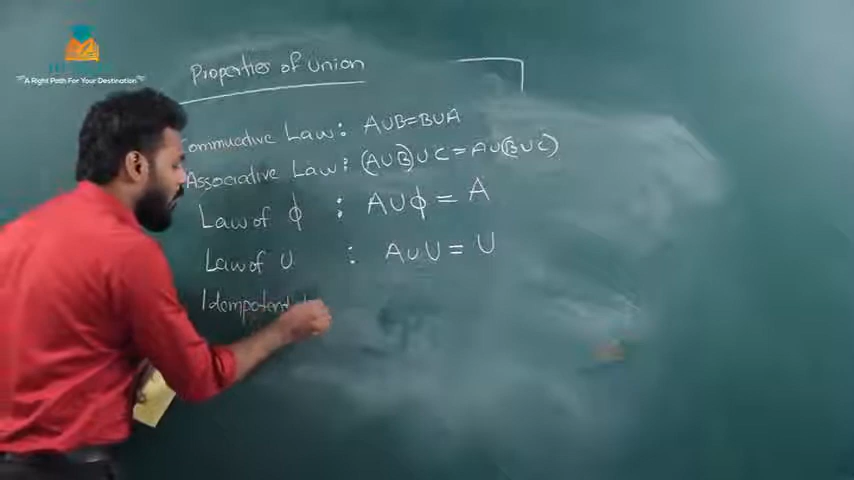 "A Right Path For Your Destination"
Properties of union
Commutative Law : A∪B=B∪A
Associative Law : (A∪B)∪C = A∪(B∪C)
Law of ϕ : A∪ϕ = A
Law of U : A∪U = U
Idempotent